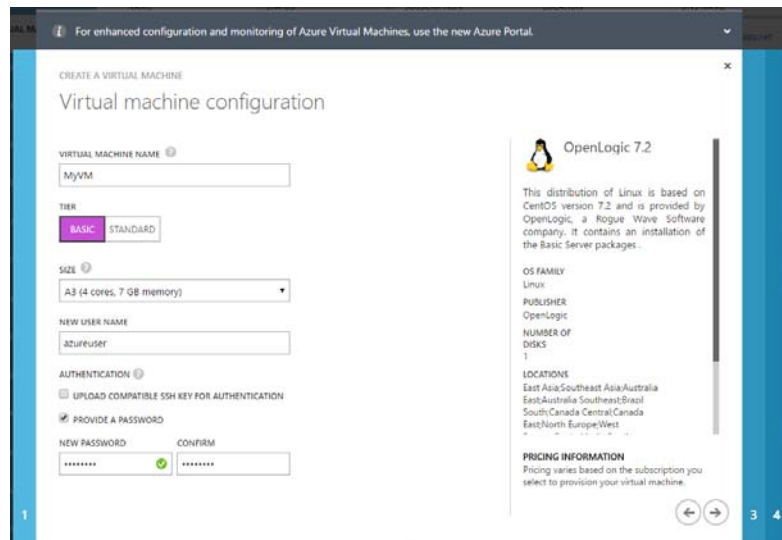 For enhanced configuration and monitoring of Azure Virtual Machines, use the new Azure Portal.
CREATE A VIRTUAL MACHINE
Virtual machine configuration
VIRTUAL MACHINE NAME
MyVM
TIER
BASIC STANDARD
SIZE
A3 (4 cores, 7 GB memory)
NEW USER NAME
azureuser
AUTHENTICATION
UPLOAD COMPATIBLE SSH KEY FOR AUTHENTICATION
PROVIDE A PASSWORD
NEW PASSWORD CONFIRM
•••••••• ••••••••
OpenLogic 7.2
This distribution of Linux is based on
CentOS version 7.2 and is provided by
OpenLogic, a Rogue Wave Software
company. It contains an installation of
the Basic Server packages .
OS FAMILY
Linux
PUBLISHER
OpenLogic
NUMBER OF
DISKS
1
LOCATIONS
East Asia;Southeast Asia;Australia
East;Australia Southeast;Brazil
South;Canada Central;Canada
East;North Europe;West
PRICING INFORMATION
Pricing varies based on the subscription you
select to provision your virtual machine.
1
3 4